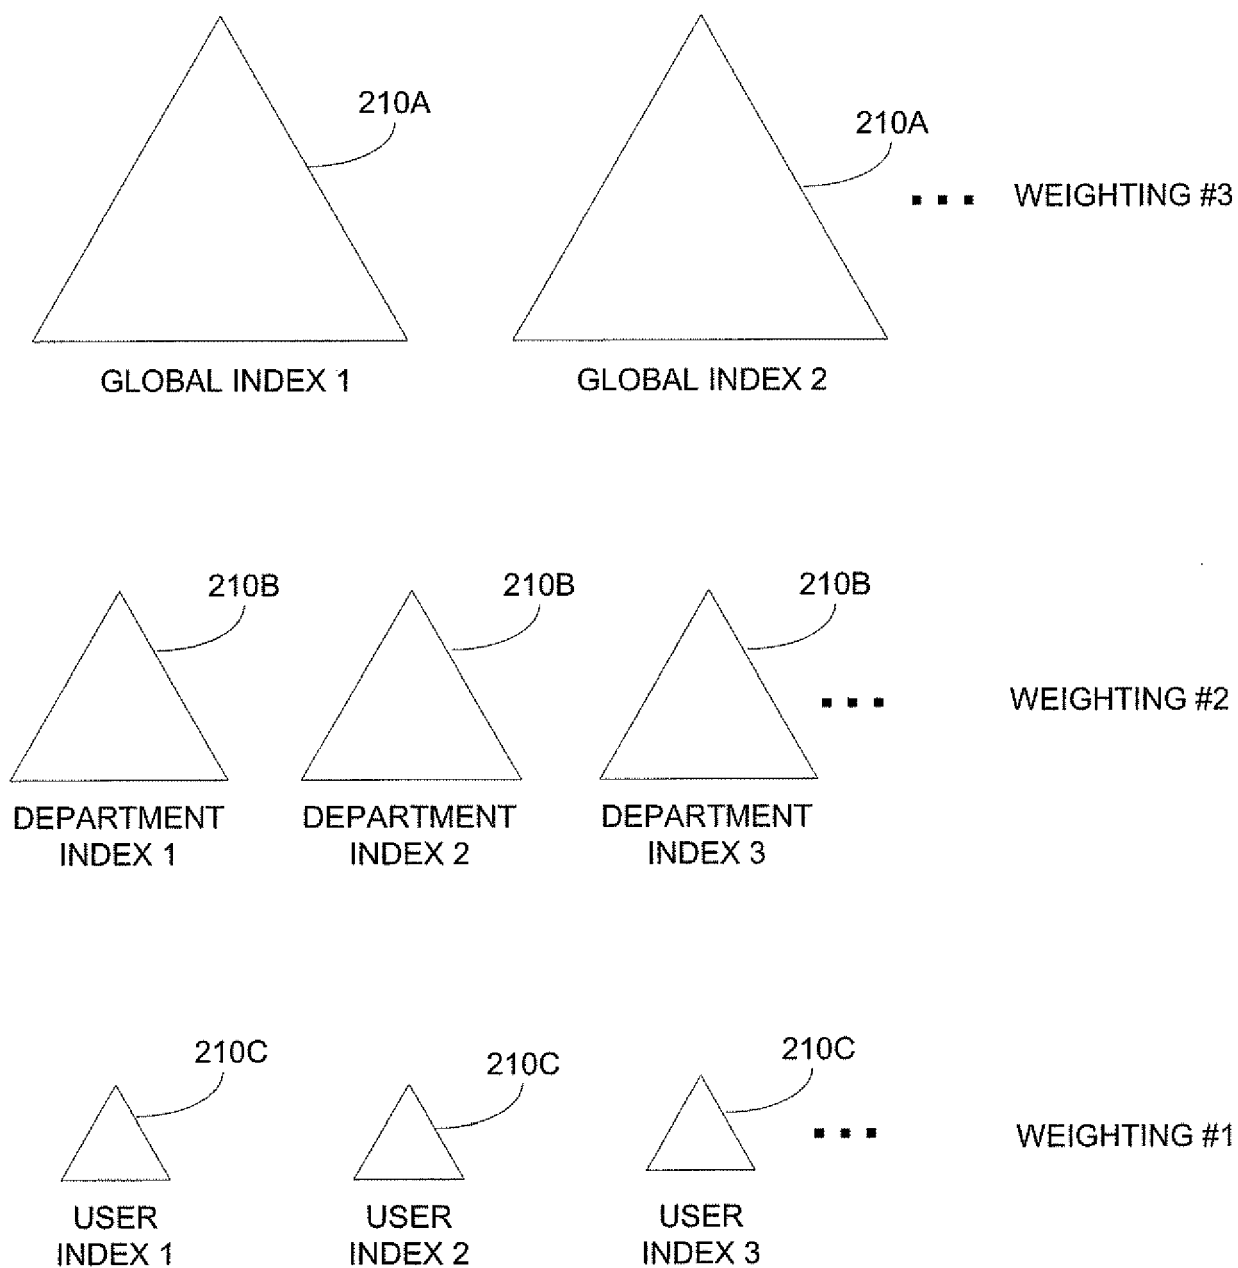 210A
210A
WEIGHTING #3
GLOBAL INDEX 1
GLOBAL INDEX 2
210B
210B
210B
WEIGHTING #2
DEPARTMENT
INDEX 1
DEPARTMENT
INDEX 2
DEPARTMENT
INDEX 3
210C
210C
210C
WEIGHTING #1
USER
INDEX 1
USER
INDEX 2
USER
INDEX 3